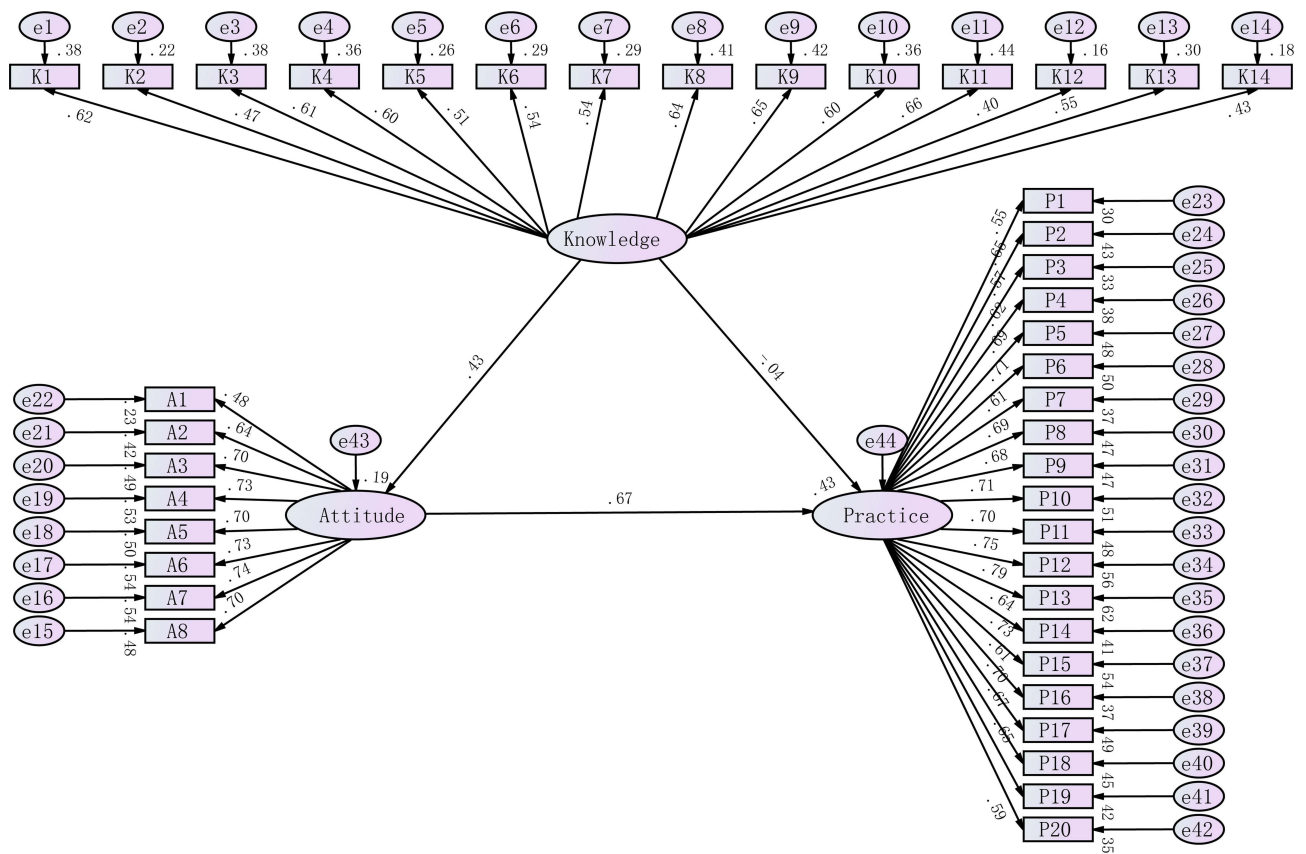 e1 e2 e3 e4 e5 e6 e7 e8 e9 e10 e11 e12 e13 e14
.38 .22 .38 .36 .26 .29 .29 .41 .42 .36 .44 .16 .30 .18
K1 K2 K3 K4 K5 K6 K7 K8 K9 K10 K11 K12 K13 K14
.62 .47 .61 .60 .51 .54 .54 .64 .65 .60 .66 .40 .55 .43
Knowledge
.43
-.04
e22 A1 .48
.23
e21 A2 .64
.42
e20 A3 .70
.49
e19 A4 .73
.53
e18 A5 .70
.50
e17 A6 .73
.54
e16 A7 .74
.54
e15 A8 .70
.48
e43
.19
Attitude
.67
e44
.43
Practice
.55 P1 30 e23
.65 P2 43 e24
.57 P3 33 e25
.62 P4 38 e26
.69 P5 48 e27
.71 P6 50 e28
.61 P7 37 e29
.69 P8 47 e30
.68 P9 47 e31
.71 P10 51 e32
.70 P11 48 e33
.75 P12 56 e34
.79 P13 62 e35
.64 P14 41 e36
.73 P15 54 e37
.61 P16 37 e38
.70 P17 49 e39
.67 P18 45 e40
.65 P19 42 e41
.59 P20 35 e42